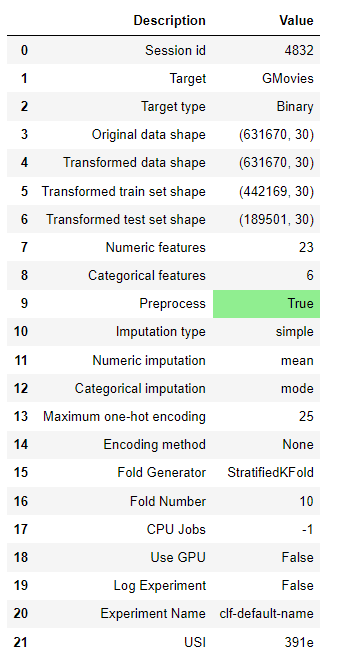 Description Value
0 Session id 4832
1 Target GMovies
2 Target type Binary
3 Original data shape (631670, 30)
4 Transformed data shape (631670, 30)
5 Transformed train set shape (442169, 30)
6 Transformed test set shape (189501, 30)
7 Numeric features 23
8 Categorical features 6
9 Preprocess True
10 Imputation type simple
11 Numeric imputation mean
12 Categorical imputation mode
13 Maximum one-hot encoding 25
14 Encoding method None
15 Fold Generator StratifiedKFold
16 Fold Number 10
17 CPU Jobs -1
18 Use GPU False
19 Log Experiment False
20 Experiment Name clf-default-name
21 USI 391e